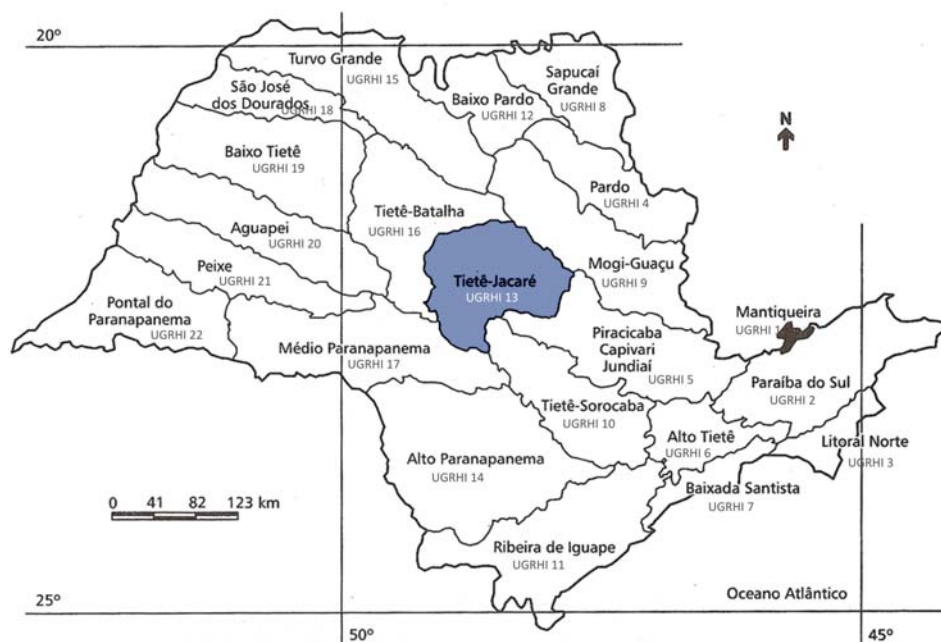 20º
Turvo Grande
UGRHI 15
Sapucaí
Grande
UGRHI 8
São José
dos Dourados
UGRHI 18
Baixo Pardo
UGRHI 12
N
Baixo Tietê
UGRHI 19
Pardo
UGRHI 4
Tietê-Batalha
UGRHI 16
Aguapei
UGRHI 20
Mogi-Guaçu
UGRHI 9
Peixe
UGRHI 21
Tietê-Jacaré
UGRHI 13
Pontal do
Paranapanema
UGRHI 22
Mantiqueira
UGRHI 1
Médio Paranapanema
UGRHI 17
Piracicaba
Capivari
Jundiaí
UGRHI 5
Paraíba do Sul
UGRHI 2
Tietê-Sorocaba
UGRHI 10
Alto Tietê
UGRHI 6
Litoral Norte
UGRHI 3
Alto Paranapanema
UGRHI 14
Baixada Santista
UGRHI 7
0 41 82 123 km
Ribeira de Iguape
UGRHI 11
Oceano Atlântico
25º
50º
45º